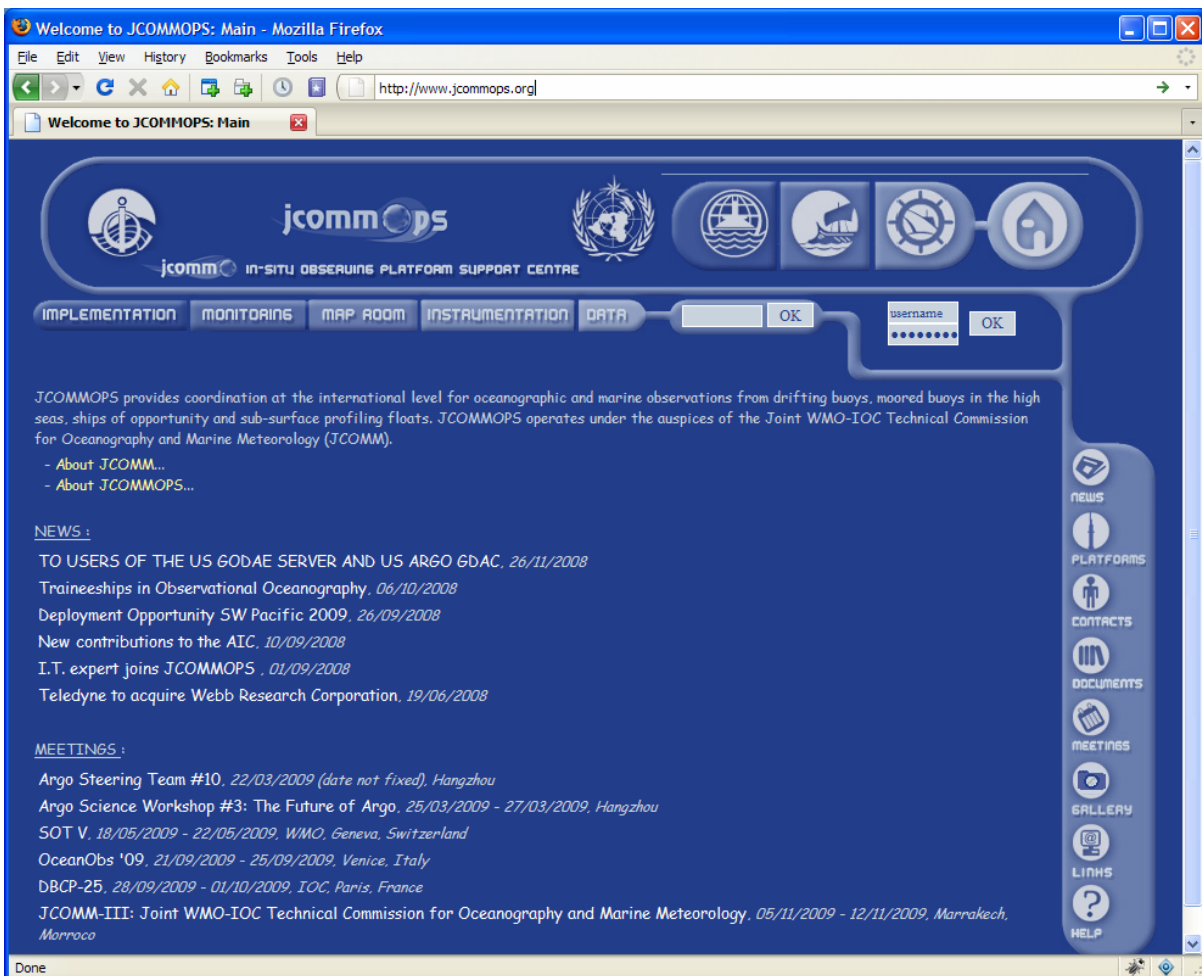 Welcome to JCOMMOPS: Main - Mozilla Firefox
File Edit View History Bookmarks Tools Help
http://www.jcommops.org
Welcome to JCOMMOPS: Main
jcommops
jcomm IN-SITU OBSERVING PLATFORM SUPPORT CENTRE
IMPLEMENTATION MONITORING MAP ROOM INSTRUMENTATION DATA OK username OK
JCOMMOPS provides coordination at the international level for oceanographic and marine observations from drifting buoys, moored buoys in the high
seas, ships of opportunity and sub-surface profiling floats. JCOMMOPS operates under the auspices of the Joint WMO-IOC Technical Commission
for Oceanography and Marine Meteorology (JCOMM).
- About JCOMM...
- About JCOMMOPS...
NEWS :
TO USERS OF THE US GODAE SERVER AND US ARGO GDAC, 26/11/2008
Traineeships in Observational Oceanography, 06/10/2008
Deployment Opportunity SW Pacific 2009, 26/09/2008
New contributions to the AIC, 10/09/2008
I.T. expert joins JCOMMOPS , 01/09/2008
Teledyne to acquire Webb Research Corporation, 19/06/2008
MEETINGS :
Argo Steering Team #10, 22/03/2009 (date not fixed), Hangzhou
Argo Science Workshop #3: The Future of Argo, 25/03/2009 - 27/03/2009, Hangzhou
SOT V, 18/05/2009 - 22/05/2009, WMO, Geneva, Switzerland
OceanObs '09, 21/09/2009 - 25/09/2009, Venice, Italy
DBCP-25, 28/09/2009 - 01/10/2009, IOC, Paris, France
JCOMM-III: Joint WMO-IOC Technical Commission for Oceanography and Marine Meteorology, 05/11/2009 - 12/11/2009, Marrakech,
Morroco
NEWS
PLATFORMS
CONTACTS
DOCUMENTS
MEETINGS
GALLERY
LINKS
HELP
Done